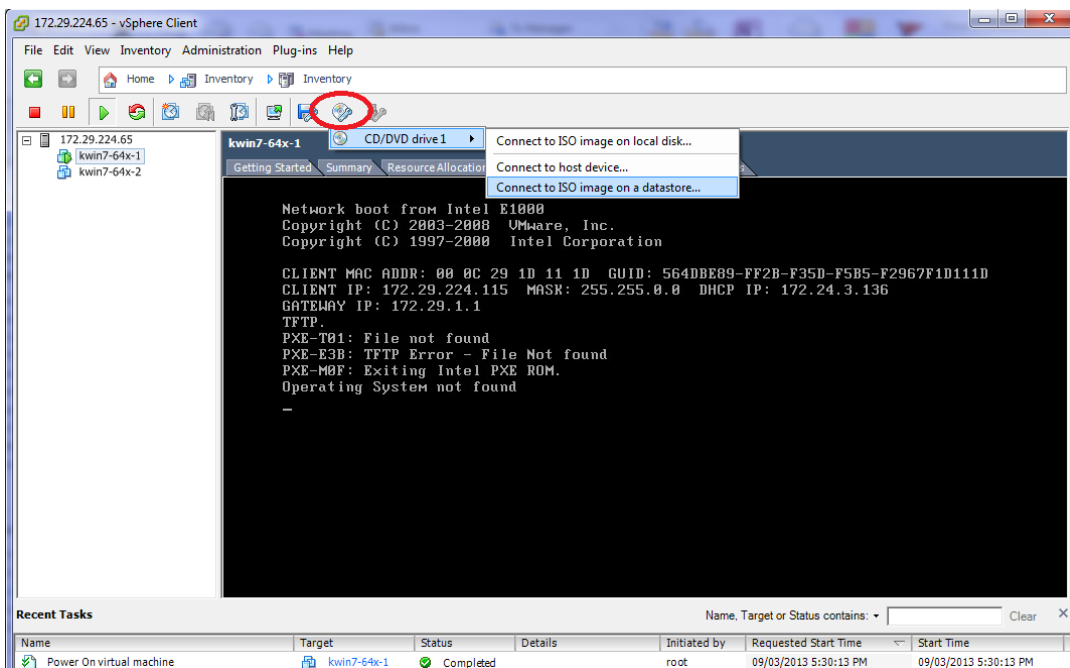 172.29.224.65 - vSphere Client
File Edit View Inventory Administration Plug-ins Help
Home Inventory Inventory
172.29.224.65
kwin7-64x-1
kwin7-64x-2
kwin7-64x-1
CD/DVD drive 1
Connect to ISO image on local disk...
Connect to host device...
Connect to ISO image on a datastore...
Getting Started Summary Resource Allocation
Network boot from Intel E1000
Copyright (C) 2003-2008 VMware, Inc.
Copyright (C) 1997-2000 Intel Corporation
CLIENT MAC ADDR: 00 0C 29 1D 11 1D GUID: 564DBE89-FF2B-F35D-F5B5-F2967F1D111D
CLIENT IP: 172.29.224.115 MASK: 255.255.0.0 DHCP IP: 172.24.3.136
GATEWAY IP: 172.29.1.1
TFTP.
PXE-T01: File not found
PXE-E3B: TFTP Error - File Not found
PXE-M0F: Exiting Intel PXE ROM.
Operating System not found
Recent Tasks
Name, Target or Status contains:
Clear
Name Target Status Details Initiated by Requested Start Time Start Time
Power On virtual machine kwin7-64x-1 Completed root 09/03/2013 5:30:13 PM 09/03/2013 5:30:13 PM